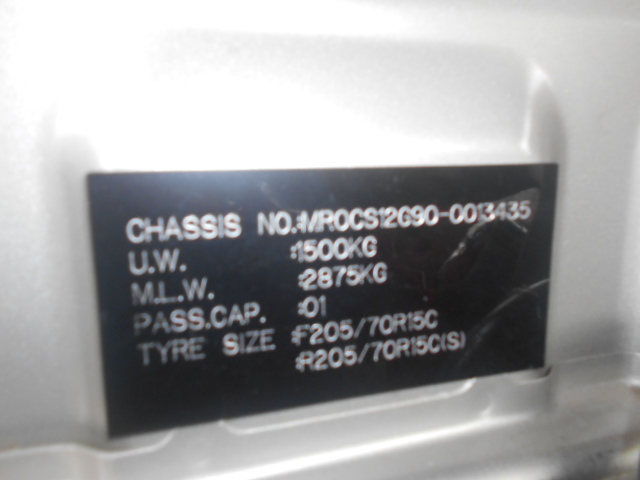 CHASSIS NO.:MR0CS12G90-0013435
U.W. :1500KG
M.L.W. :2875KG
PASS.CAP. :01
TYRE SIZE :F205/70R15C
:R205/70R15C(S)